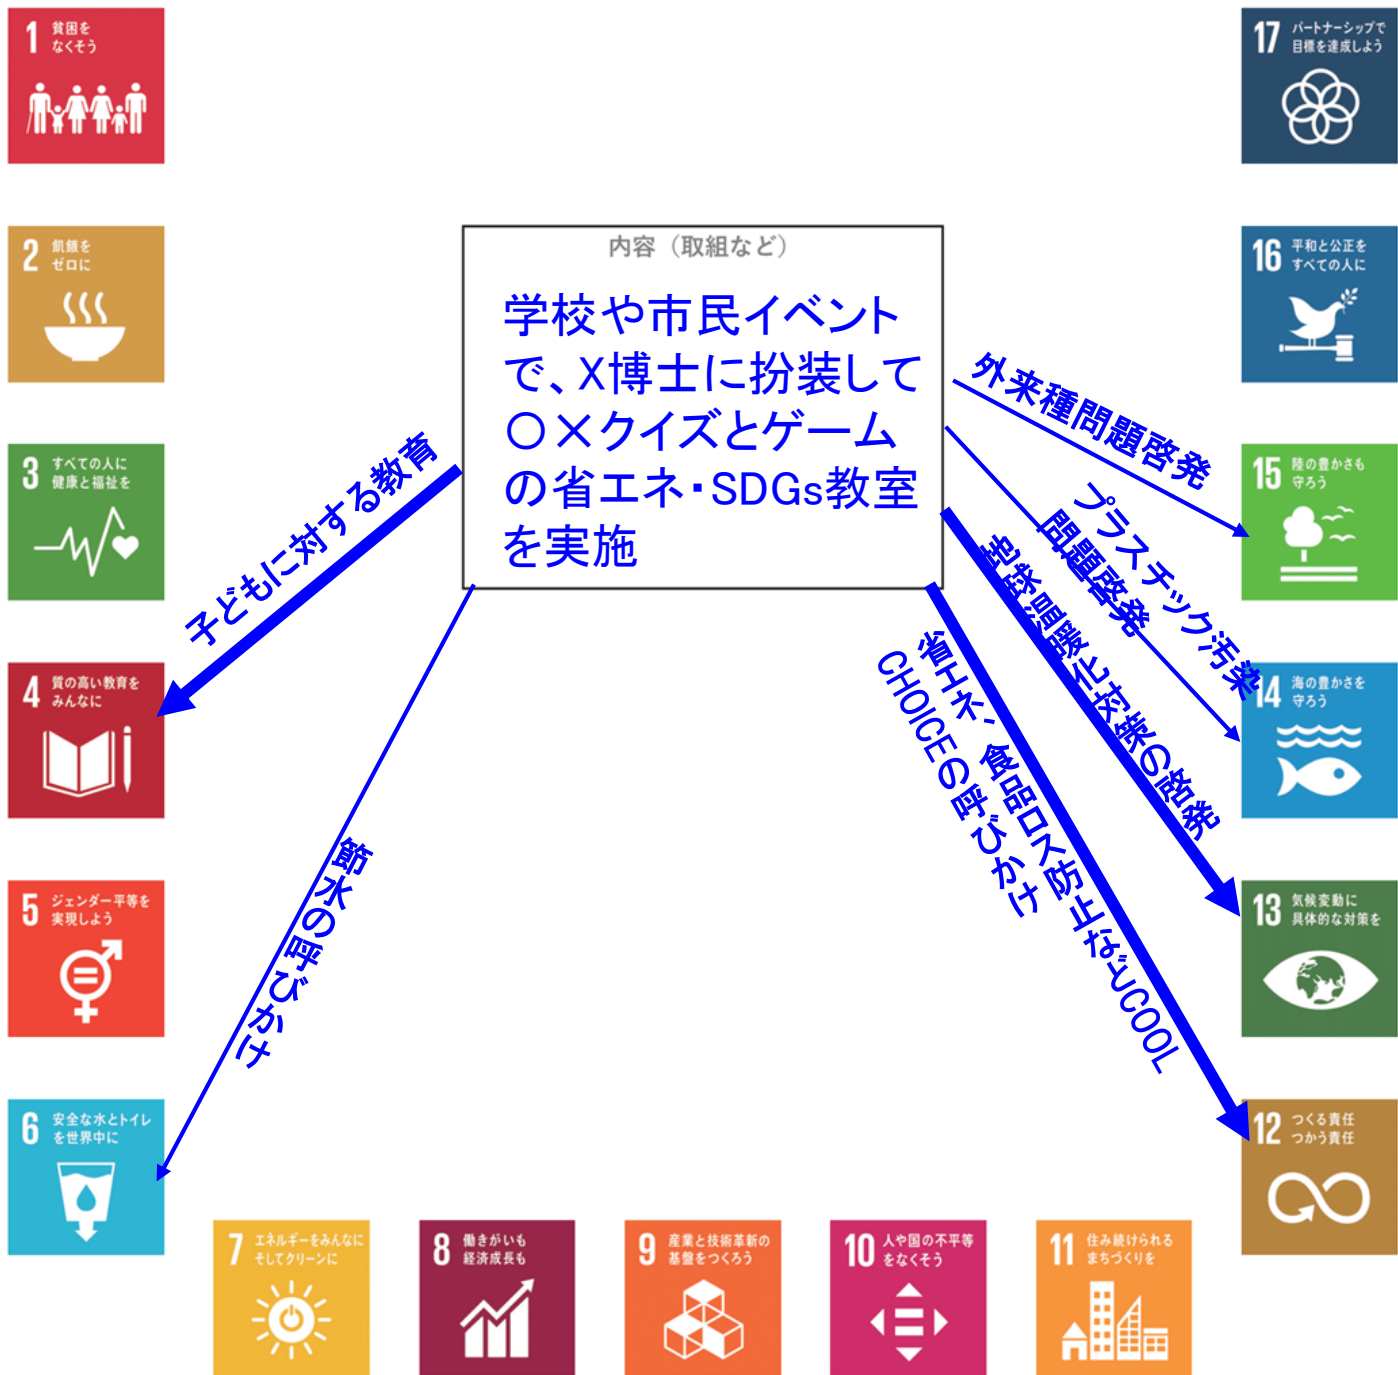 1 貧困を
なくそう
17 パートナーシップで
目標を達成しよう
2 飢餓を
ゼロに
内容（取組など）
学校や市民イベント
で、X博士に扮装して
○×クイズとゲーム
の省エネ・SDGs教室
を実施
16 平和と公正を
すべての人に
外来種問題啓発
3 すべての人に
健康と福祉を
子どもに対する教育
15 陸の豊かさも
守ろう
プラスチック汚染
問題啓発
4 質の高い教育を
みんなに
14 海の豊かさを
守ろう
地球温暖化対策の啓発
省エネ、食品ロス防止などCOOL
CHOICEの呼びかけ
5 ジェンダー平等を
実現しよう
節水の呼びかけ
13 気候変動に
具体的な対策を
6 安全な水とトイレ
を世界中に
12 つくる責任
つかう責任
7 エネルギーをみんなに
そしてクリーンに
8 働きがいも
経済成長も
9 産業と技術革新の
基盤をつくろう
10 人や国の不平等
をなくそう
11 住み続けられる
まちづくりを